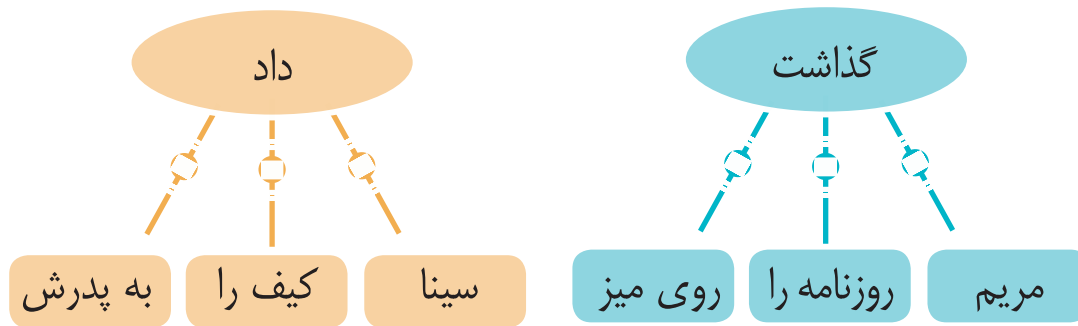 گذاشت
مریم
روزنامه را
روی میز
داد
سینا
کیف را
به پدرش